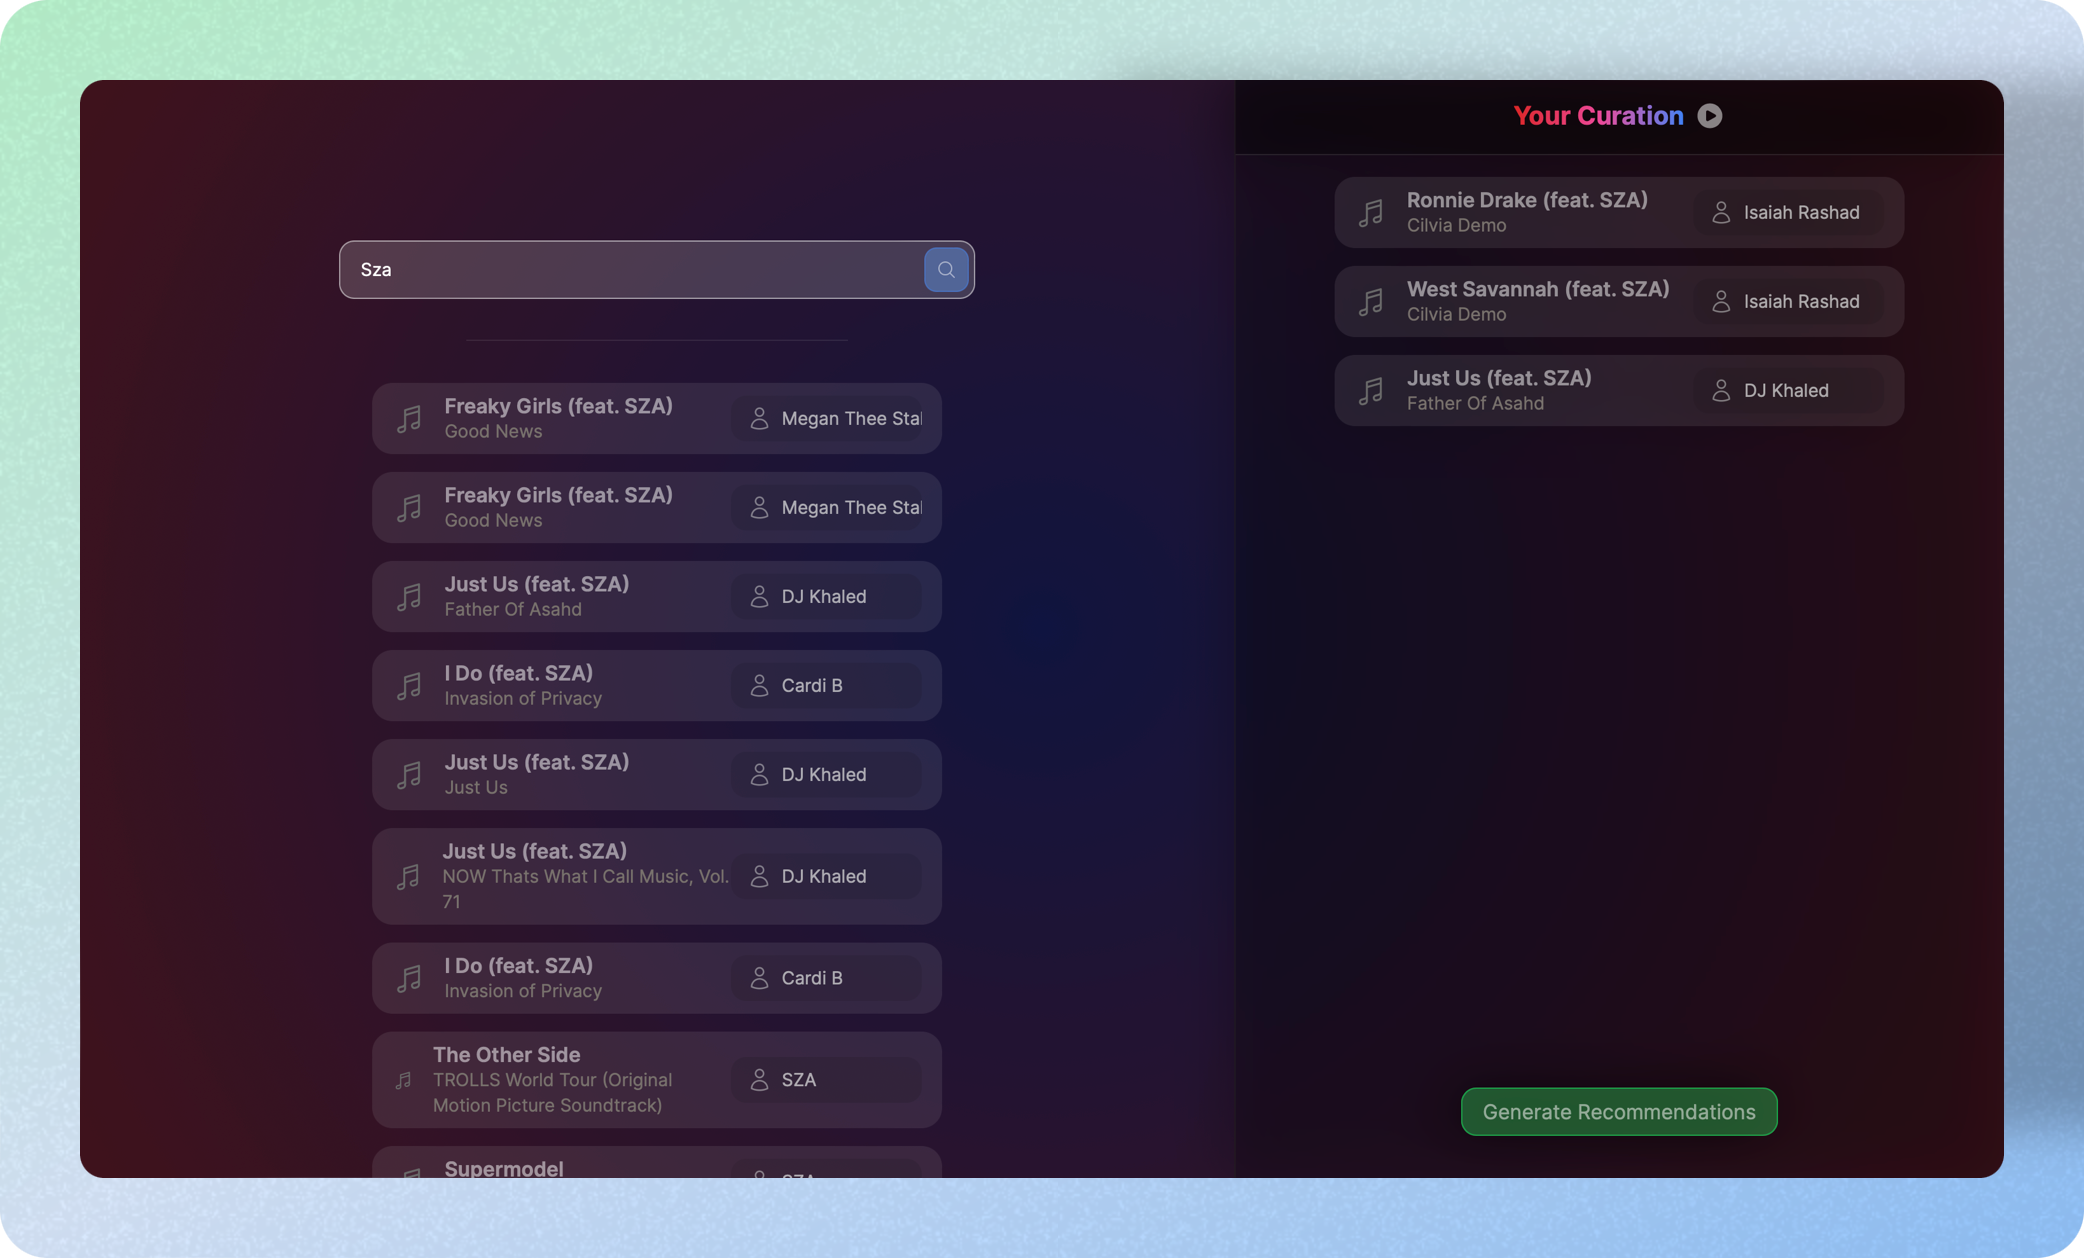 Sza
Freaky Girls (feat. SZA)
Good News
Megan Thee Stal
Freaky Girls (feat. SZA)
Good News
Megan Thee Stal
Just Us (feat. SZA)
Father Of Asahd
DJ Khaled
I Do (feat. SZA)
Invasion of Privacy
Cardi B
Just Us (feat. SZA)
Just Us
DJ Khaled
Just Us (feat. SZA)
NOW Thats What I Call Music, Vol.
71
DJ Khaled
I Do (feat. SZA)
Invasion of Privacy
Cardi B
The Other Side
TROLLS World Tour (Original
Motion Picture Soundtrack)
SZA
Supermodel
SZA
Your Curation
Ronnie Drake (feat. SZA)
Cilvia Demo
Isaiah Rashad
West Savannah (feat. SZA)
Cilvia Demo
Isaiah Rashad
Just Us (feat. SZA)
Father Of Asahd
DJ Khaled
Generate Recommendations